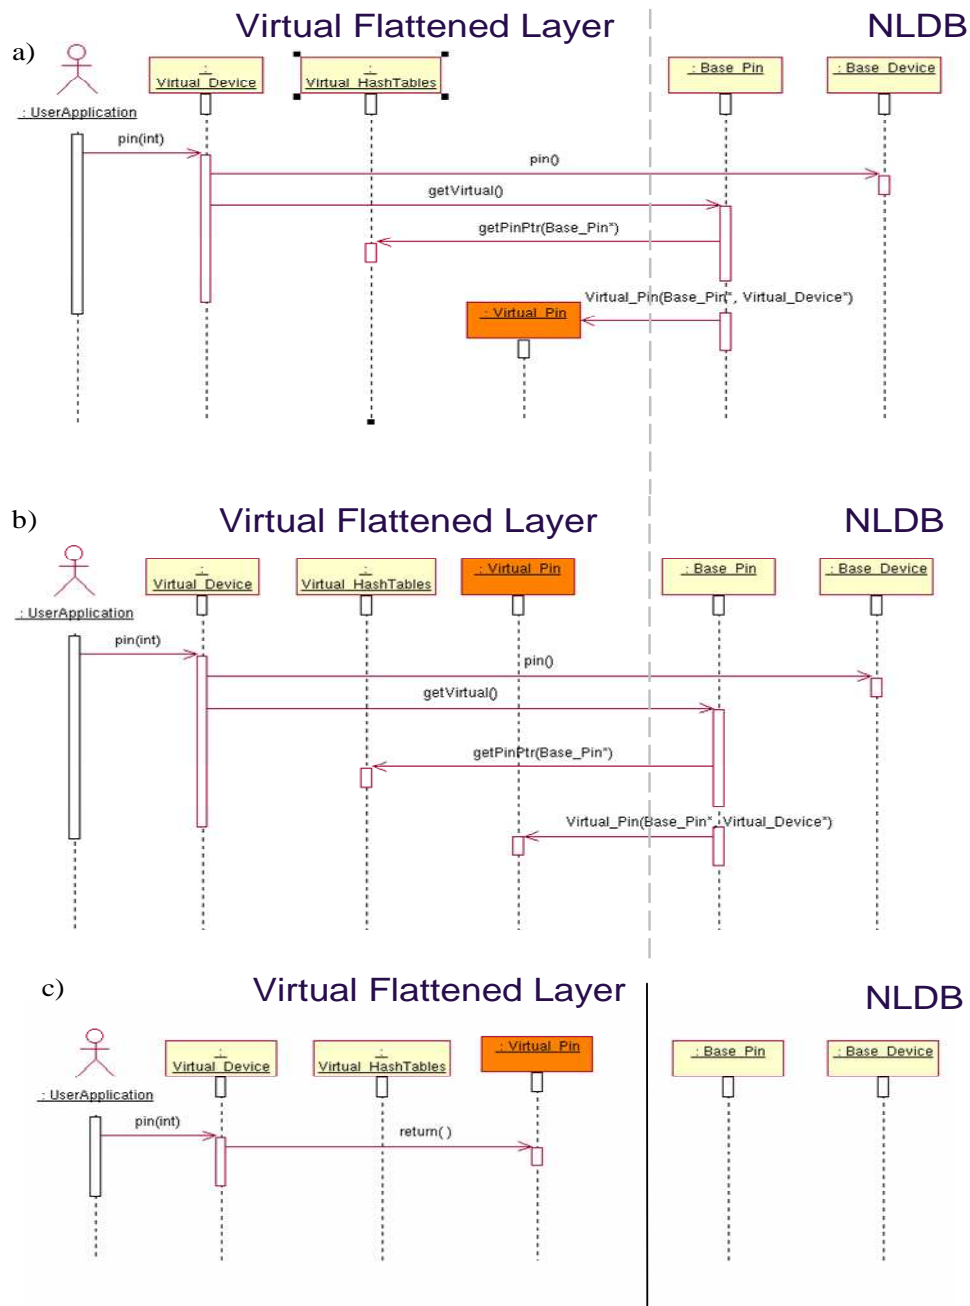 Virtual Flattened Layer NLDB
a)
: UserApplication
:
Virtual_Device
:
Virtual_HashTables
: Base_Pin
: Base_Device
pin(int)
pin()
getVirtual()
getPinPtr(Base_Pin*)
Virtual_Pin(Base_Pin*, Virtual_Device*)
: Virtual_Pin
b)
Virtual Flattened Layer NLDB
: UserApplication
:
Virtual_Device
:
Virtual_HashTables
: Virtual_Pin
: Base_Pin
: Base_Device
pin(int)
pin()
getVirtual()
getPinPtr(Base_Pin*)
Virtual_Pin(Base_Pin*, Virtual_Device*)
c)
Virtual Flattened Layer NLDB
: UserApplication
:
Virtual_Device
:
Virtual_HashTables
: Virtual_Pin
: Base_Pin
: Base_Device
pin(int)
return( )